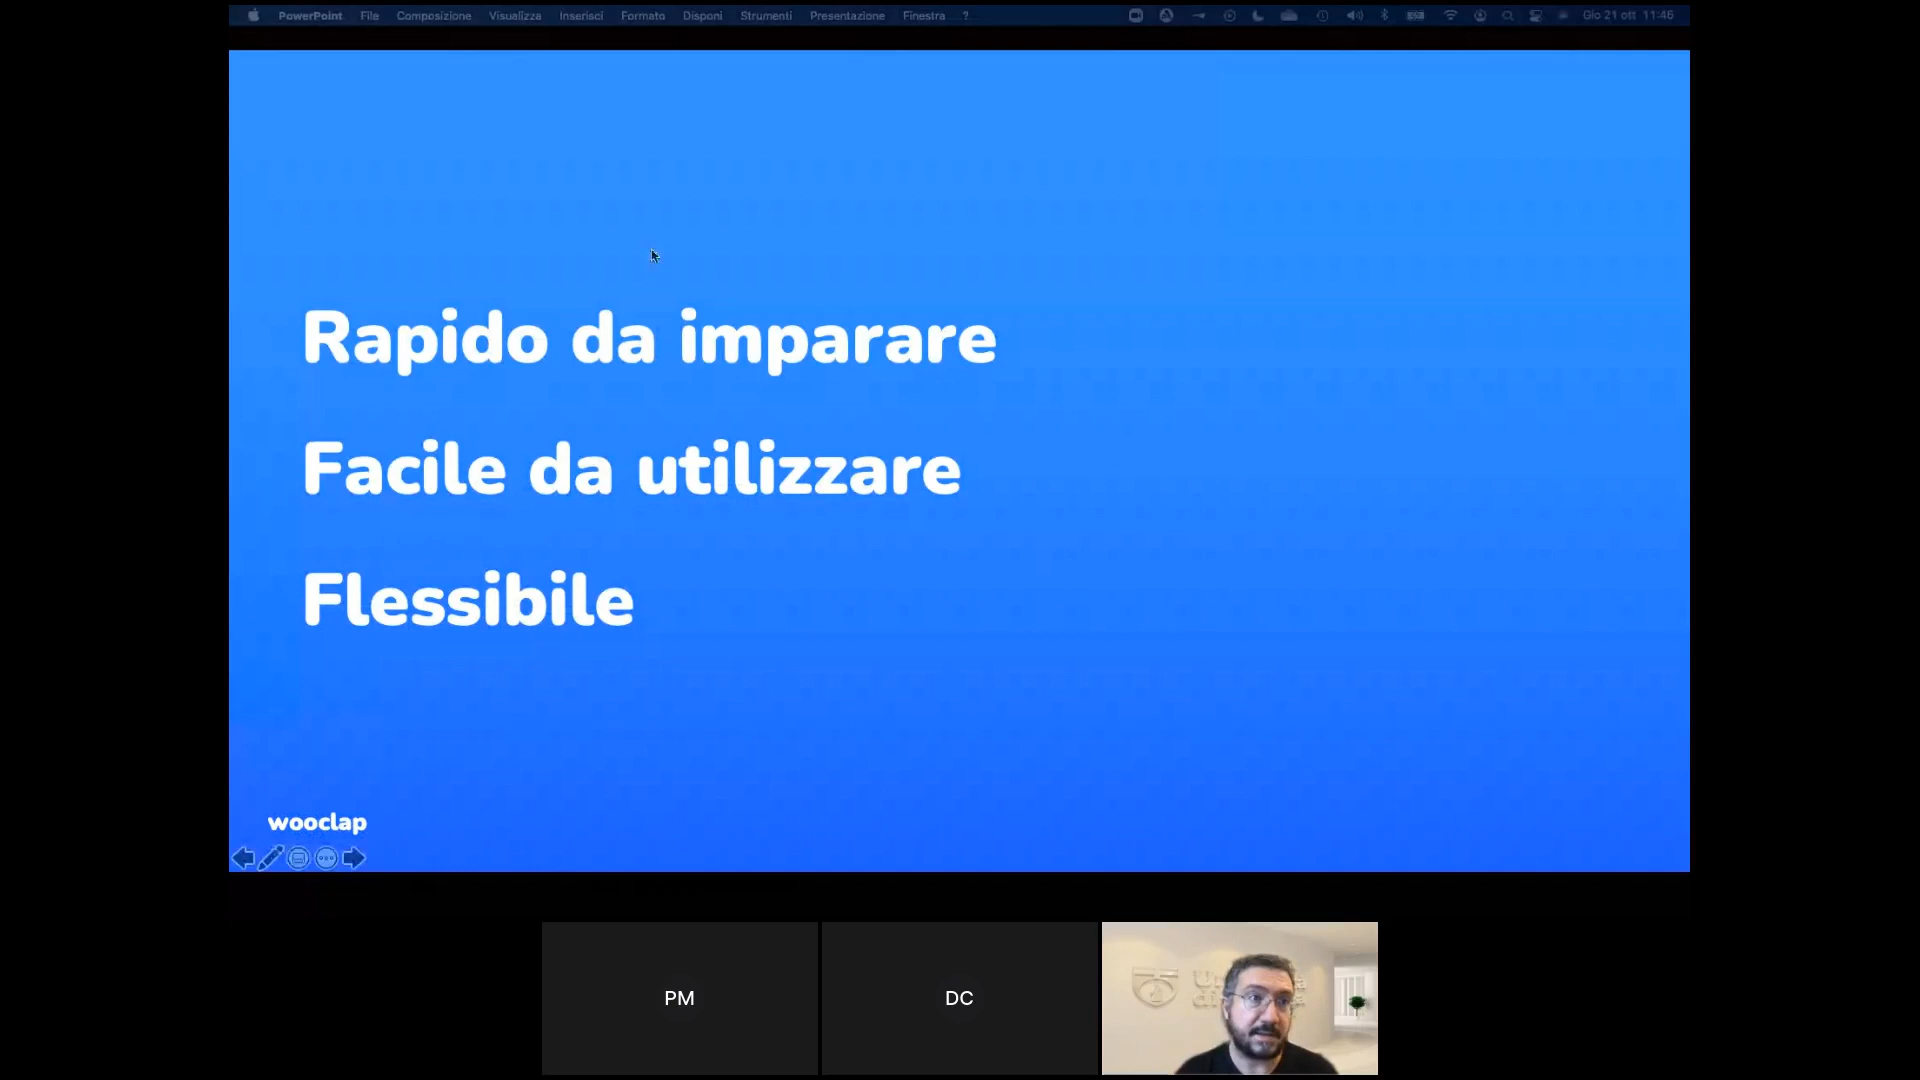 PowerPoint File Composizione Visualizza Inserisci Formato Disponi Strumenti Presentazione Finestra ? Gio 21 ott 11:46
Rapido da imparare
Facile da utilizzare
Flessibile
wooclap
PM
DC